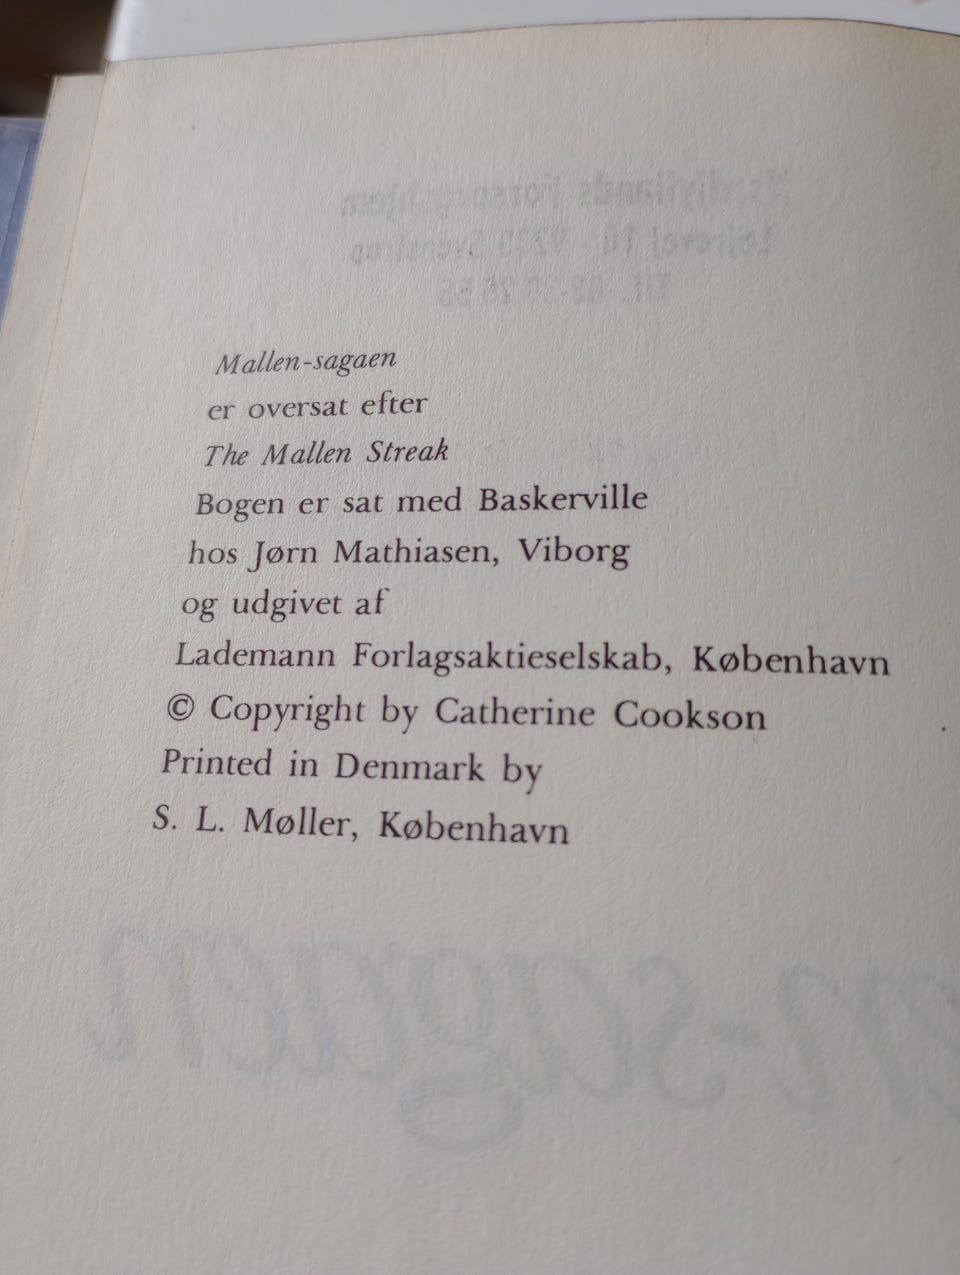 Mallen-sagaen
er oversat efter
The Mallen Streak
Bogen er sat med Baskerville
hos Jørn Mathiasen, Viborg
og udgivet af
Lademann Forlagsaktieselskab, København
© Copyright by Catherine Cookson
Printed in Denmark by
S. L. Møller, København